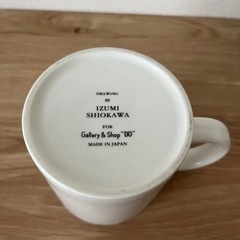 DRAWING
BY
IZUMI
SHIOKAWA
FOR
Gallery & Shop "DO"
MADE IN JAPAN